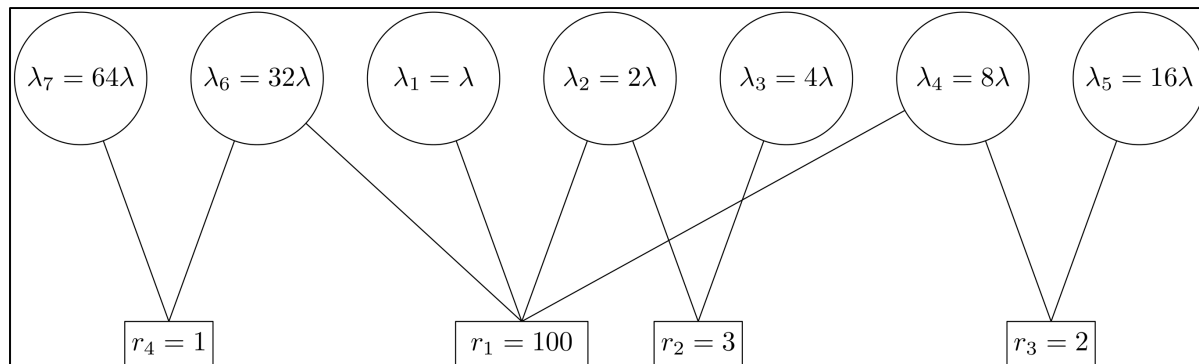 λ₇ = 64λ
λ₆ = 32λ
λ₁ = λ
λ₂ = 2λ
λ₃ = 4λ
λ₄ = 8λ
λ₅ = 16λ
r₄ = 1
r₁ = 100
r₂ = 3
r₃ = 2